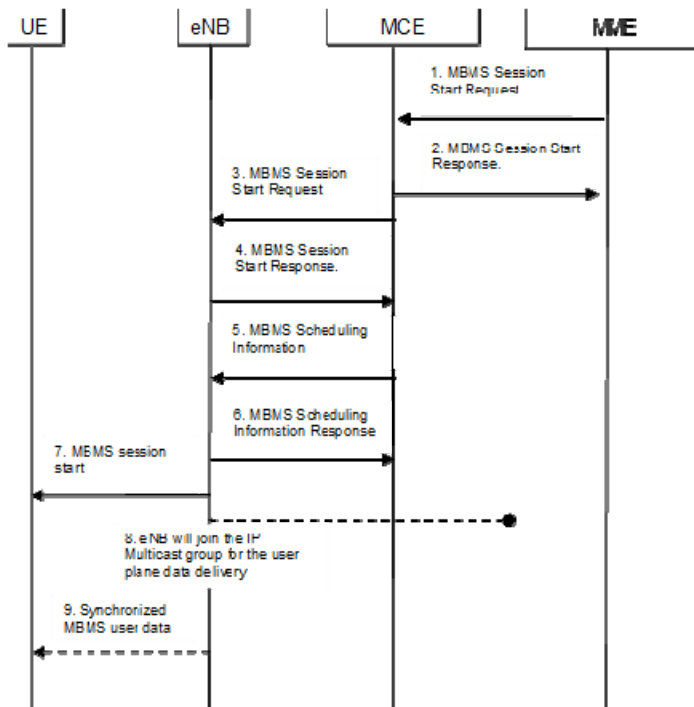 UE
eNB
MCE
MME
1. MBMS Session
Start Request
2. MBMS Session Start
Response.
3. MBMS Session
Start Request
4. MBMS Session
Start Response.
5. MBMS Scheduling
Information
6. MBMS Scheduling
Information Response
7. MBMS session
start
8. eNB will join the IP
Multicast group for the user
plane data delivery
9. Synchronized
MBMS user data